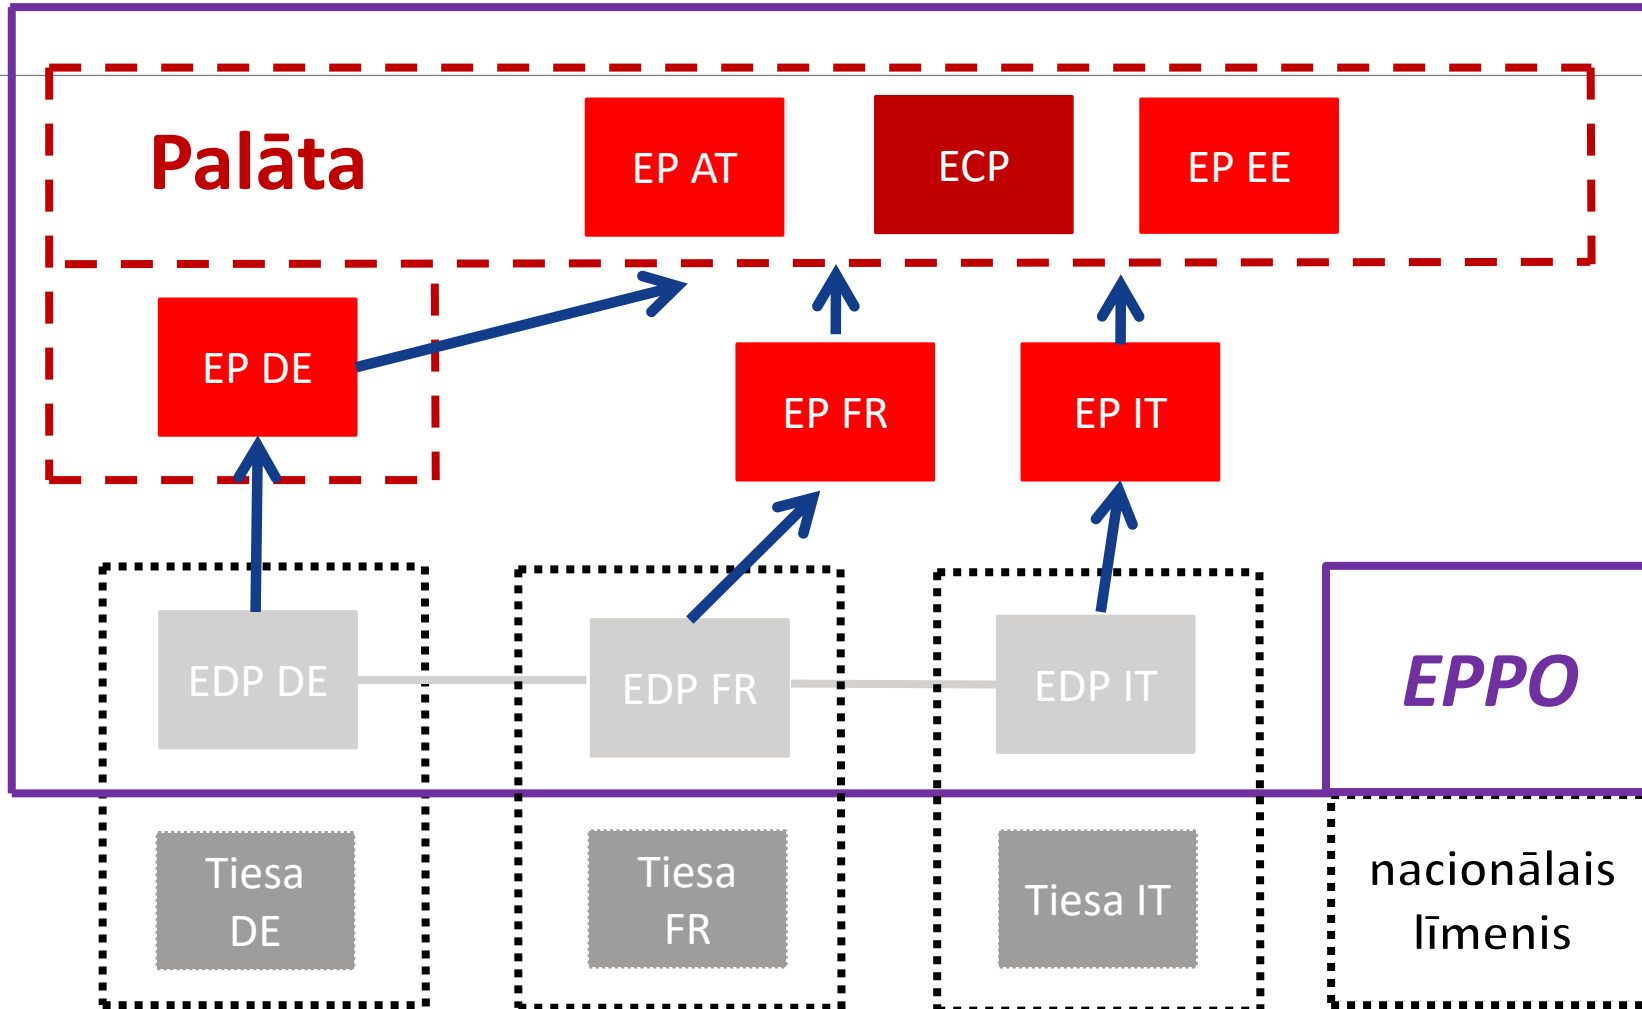 Palāta
EP AT
ECP
EP EE
EP DE
EP FR
EP IT
EDP DE
EDP FR
EDP IT
EPPO
Tiesa
DE
Tiesa
FR
Tiesa IT
nacionālais
līmenis